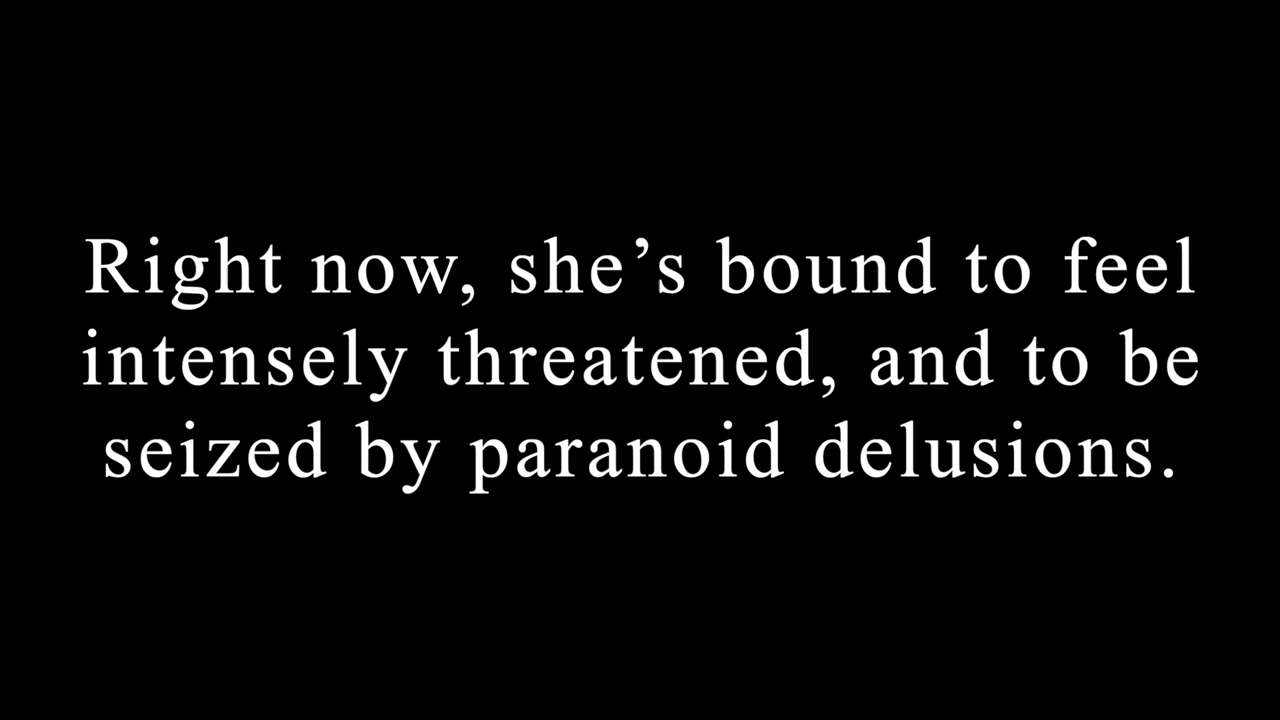 Right now, she’s bound to feel
intensely threatened, and to be
seized by paranoid delusions.